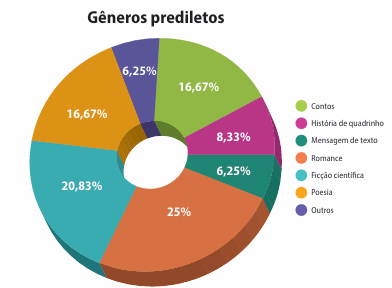 Gêneros prediletos
6,25%
16,67%
16,67%
8,33%
6,25%
20,83%
25%
Contos
História de quadrinho
Mensagem de texto
Romance
Ficção científica
Poesia
Outros